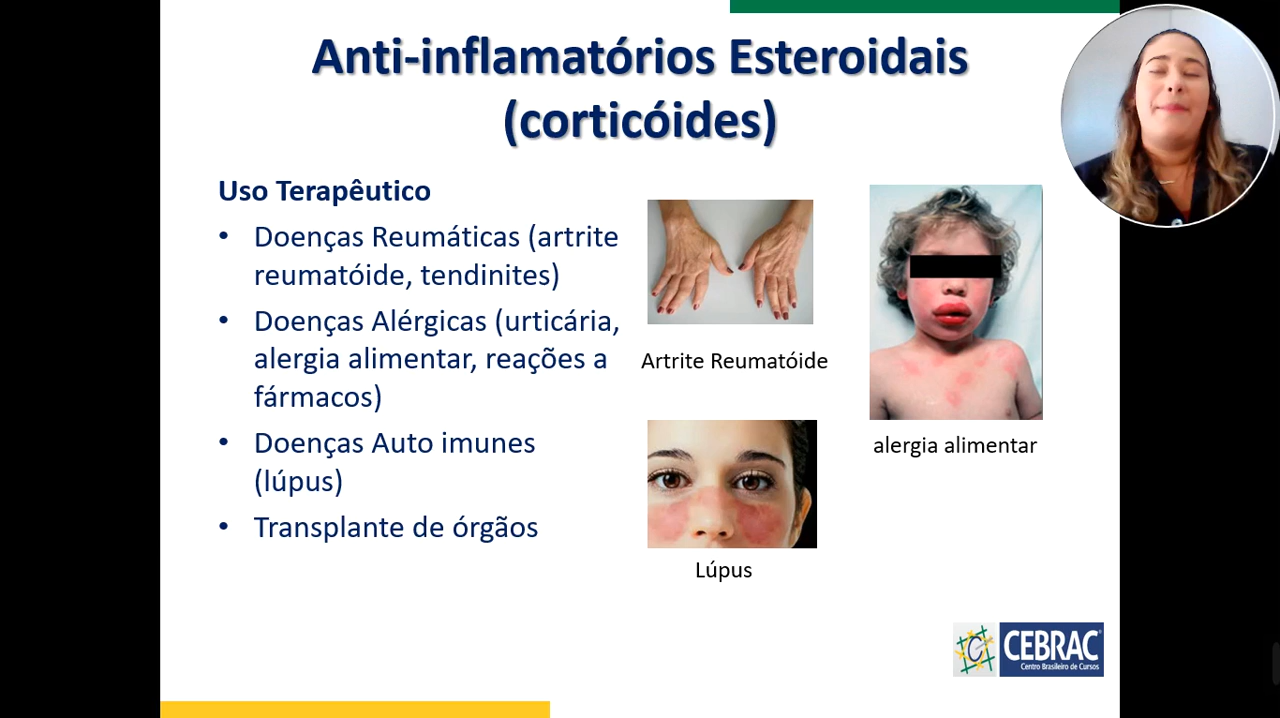 Anti-inflamatórios Esteroidais
(corticóides)
Uso Terapêutico
• Doenças Reumáticas (artrite
reumatóide, tendinites)
• Doenças Alérgicas (urticária,
alergia alimentar, reações a
fármacos)
• Doenças Auto imunes
(lúpus)
• Transplante de órgãos
Artrite Reumatóide
alergia alimentar
Lúpus
CEBRAC®
Centro Brasileiro de Cursos